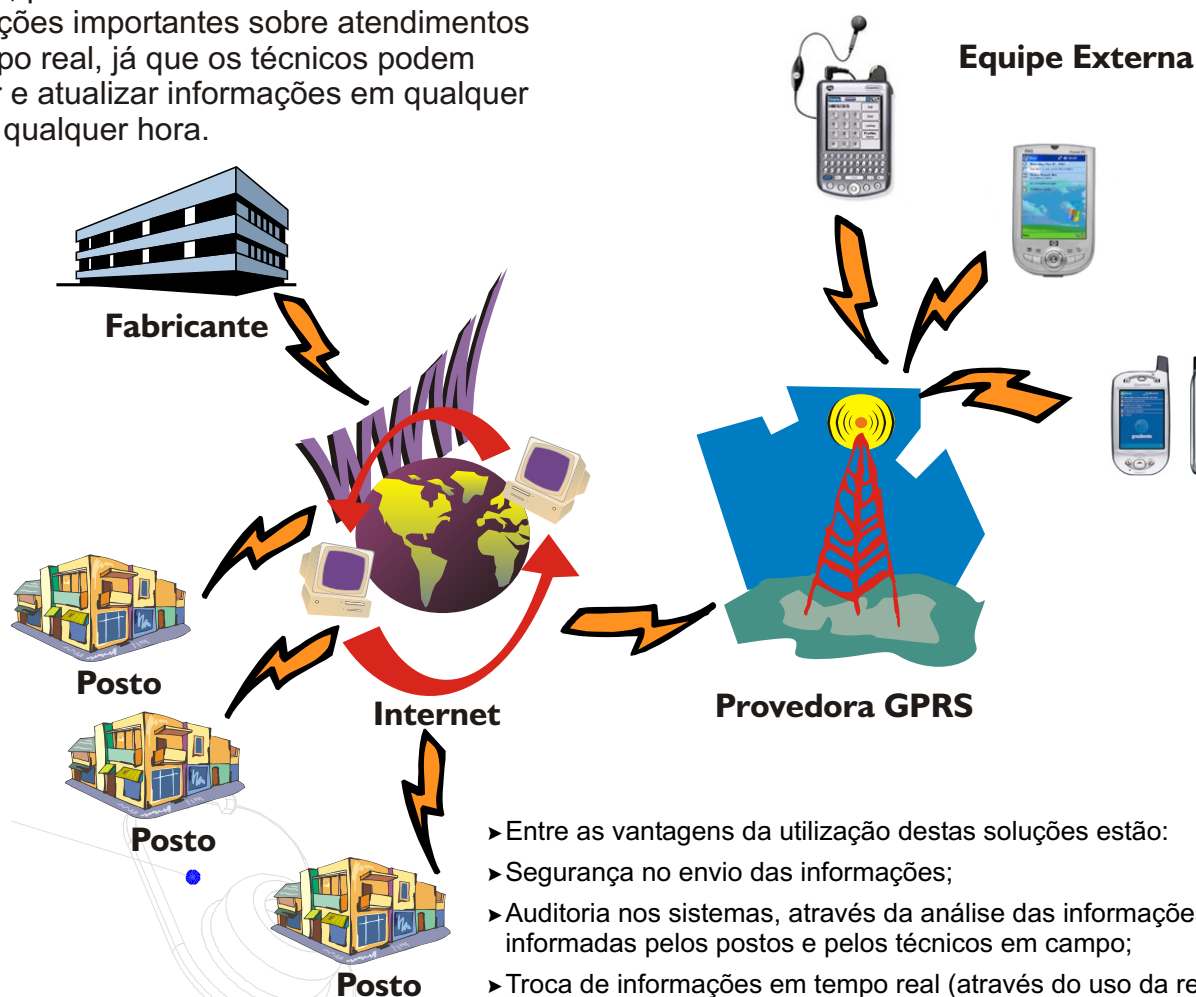 ções importantes sobre atendimentos
po real, já que os técnicos podem
r e atualizar informações em qualquer
qualquer hora.
Equipe Externa
Fabricante
WWW
Posto
Internet
Provedora GPRS
Posto
Posto
➤ Entre as vantagens da utilização destas soluções estão:
➤ Segurança no envio das informações;
➤ Auditoria nos sistemas, através da análise das informaçõe
informadas pelos postos e pelos técnicos em campo;
➤ Troca de informações em tempo real (através do uso da re
gradiente
hp